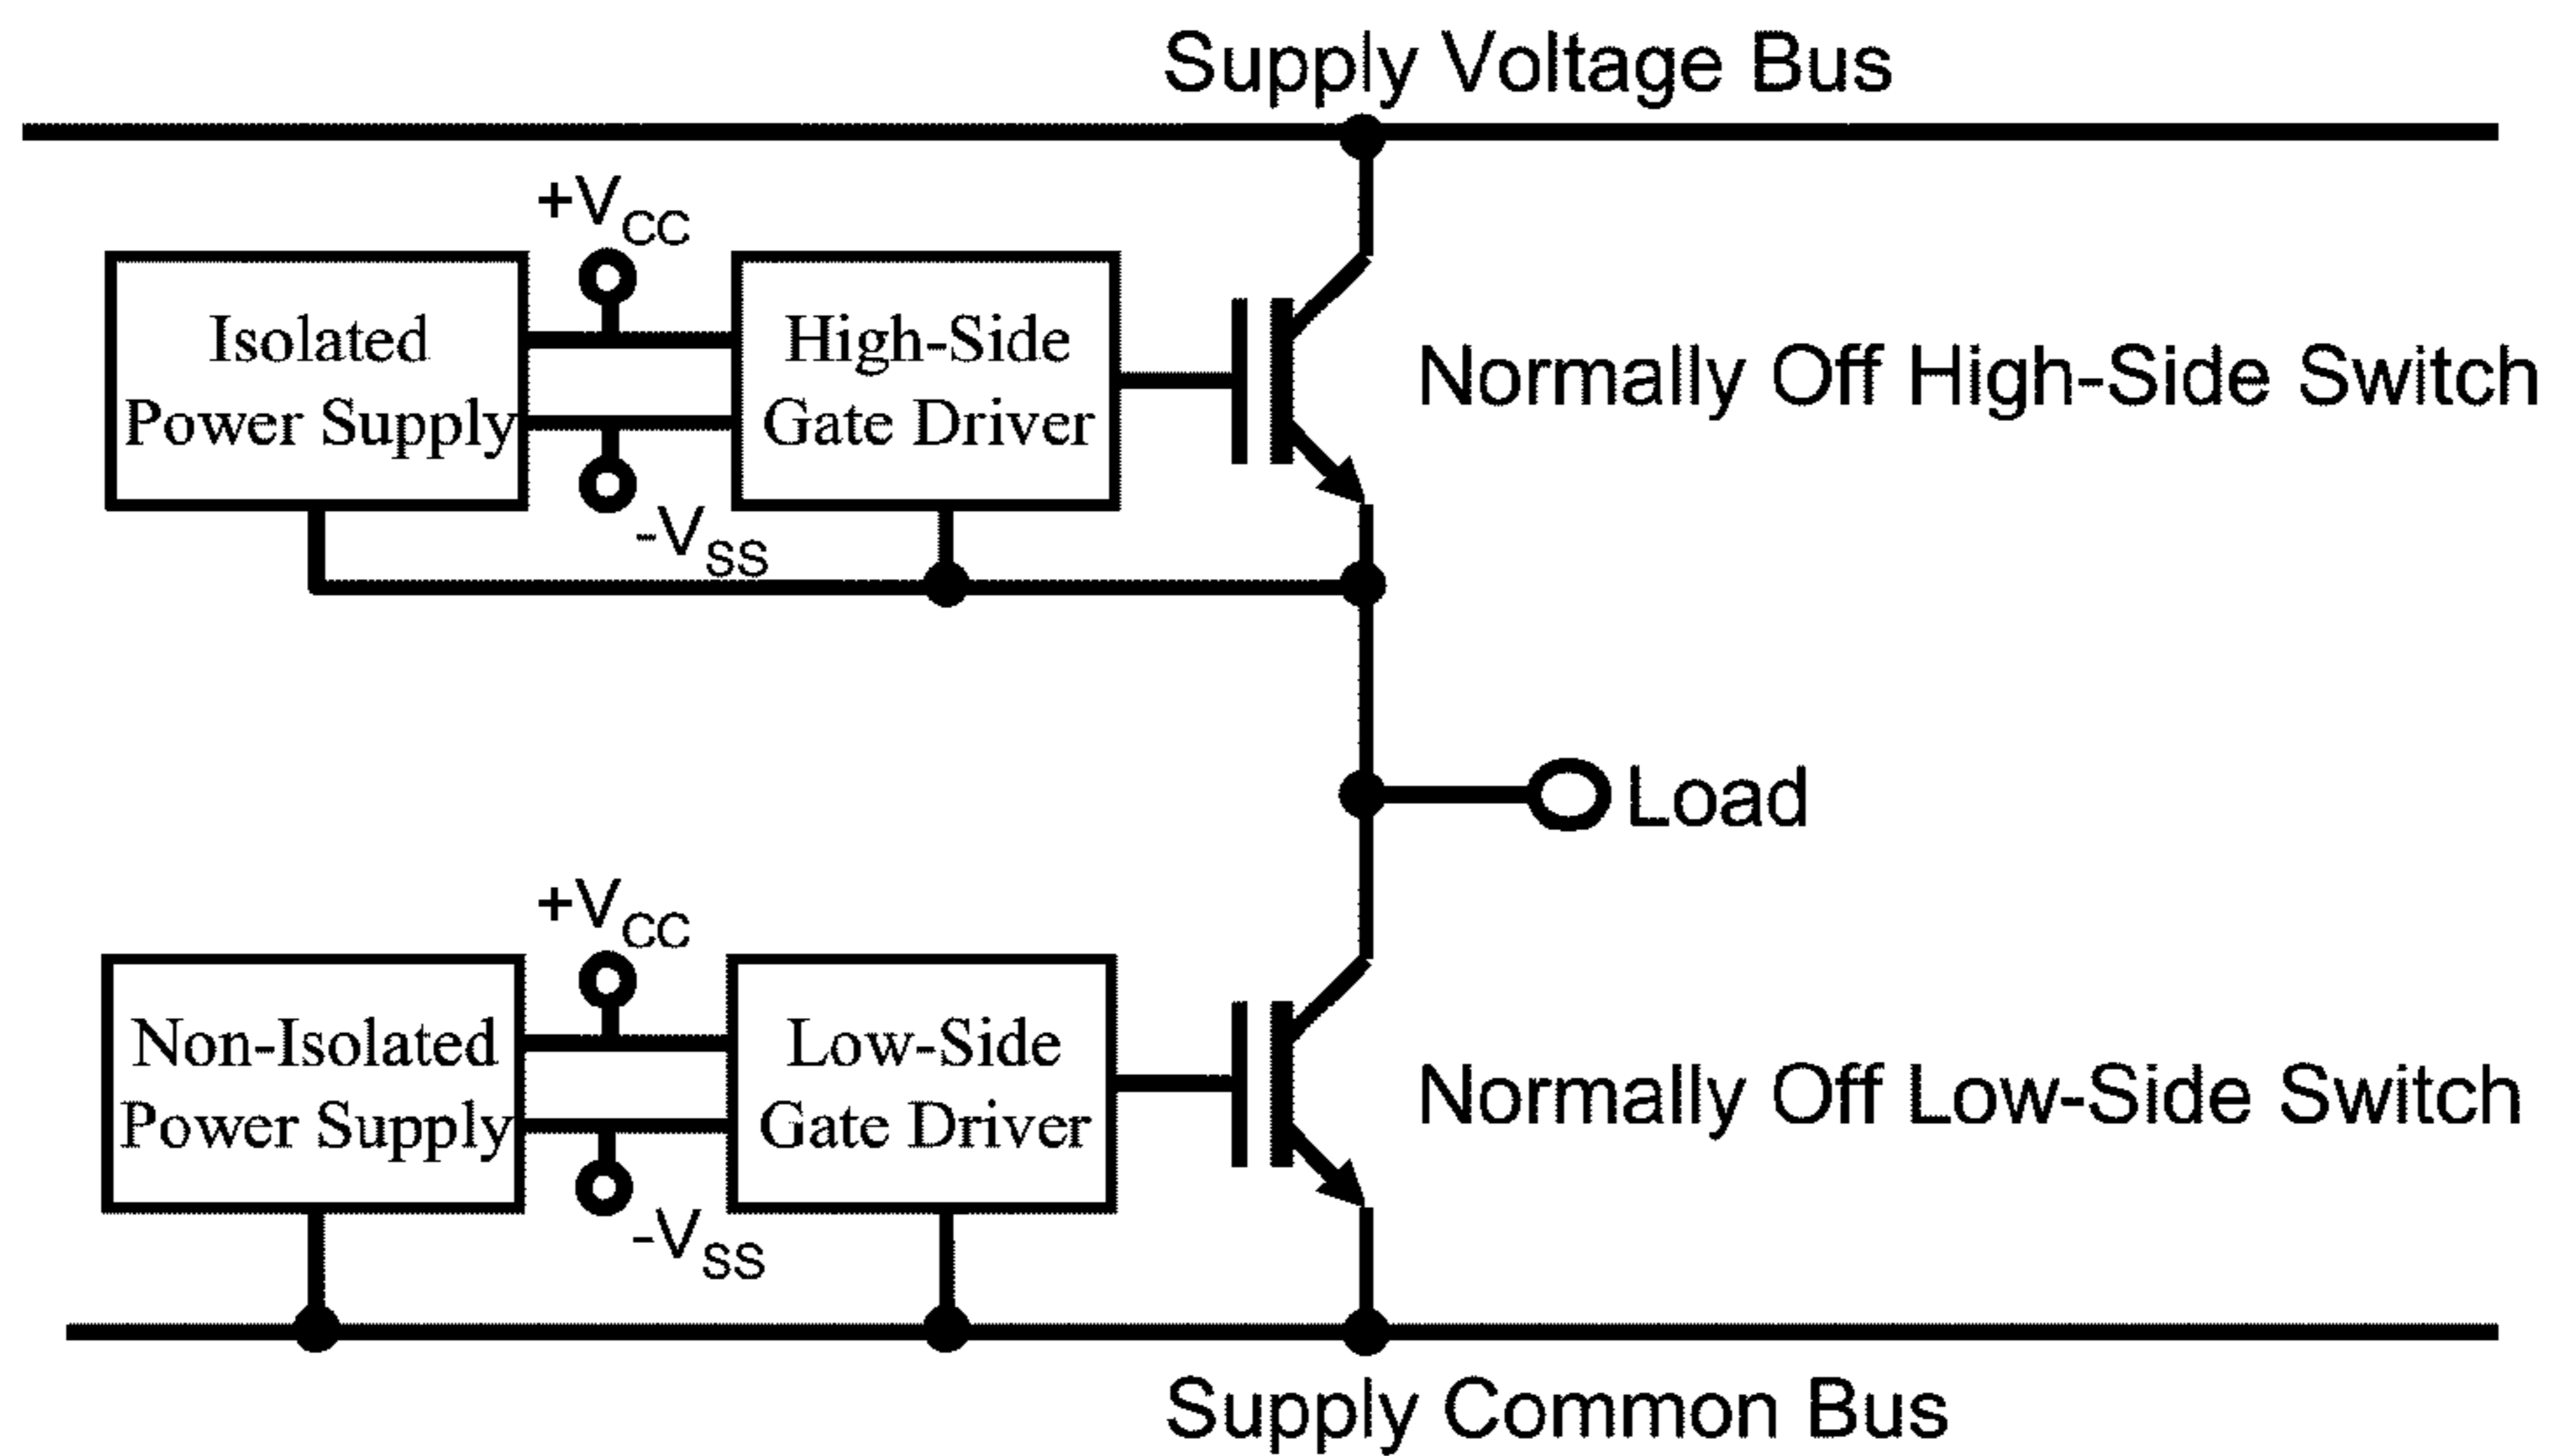 Supply Voltage Bus
+VCC
Isolated
Power Supply
High-Side
Gate Driver
Normally Off High-Side Switch
-VSS
Load
+VCC
Non-Isolated
Power Supply
Low-Side
Gate Driver
Normally Off Low-Side Switch
-VSS
Supply Common Bus